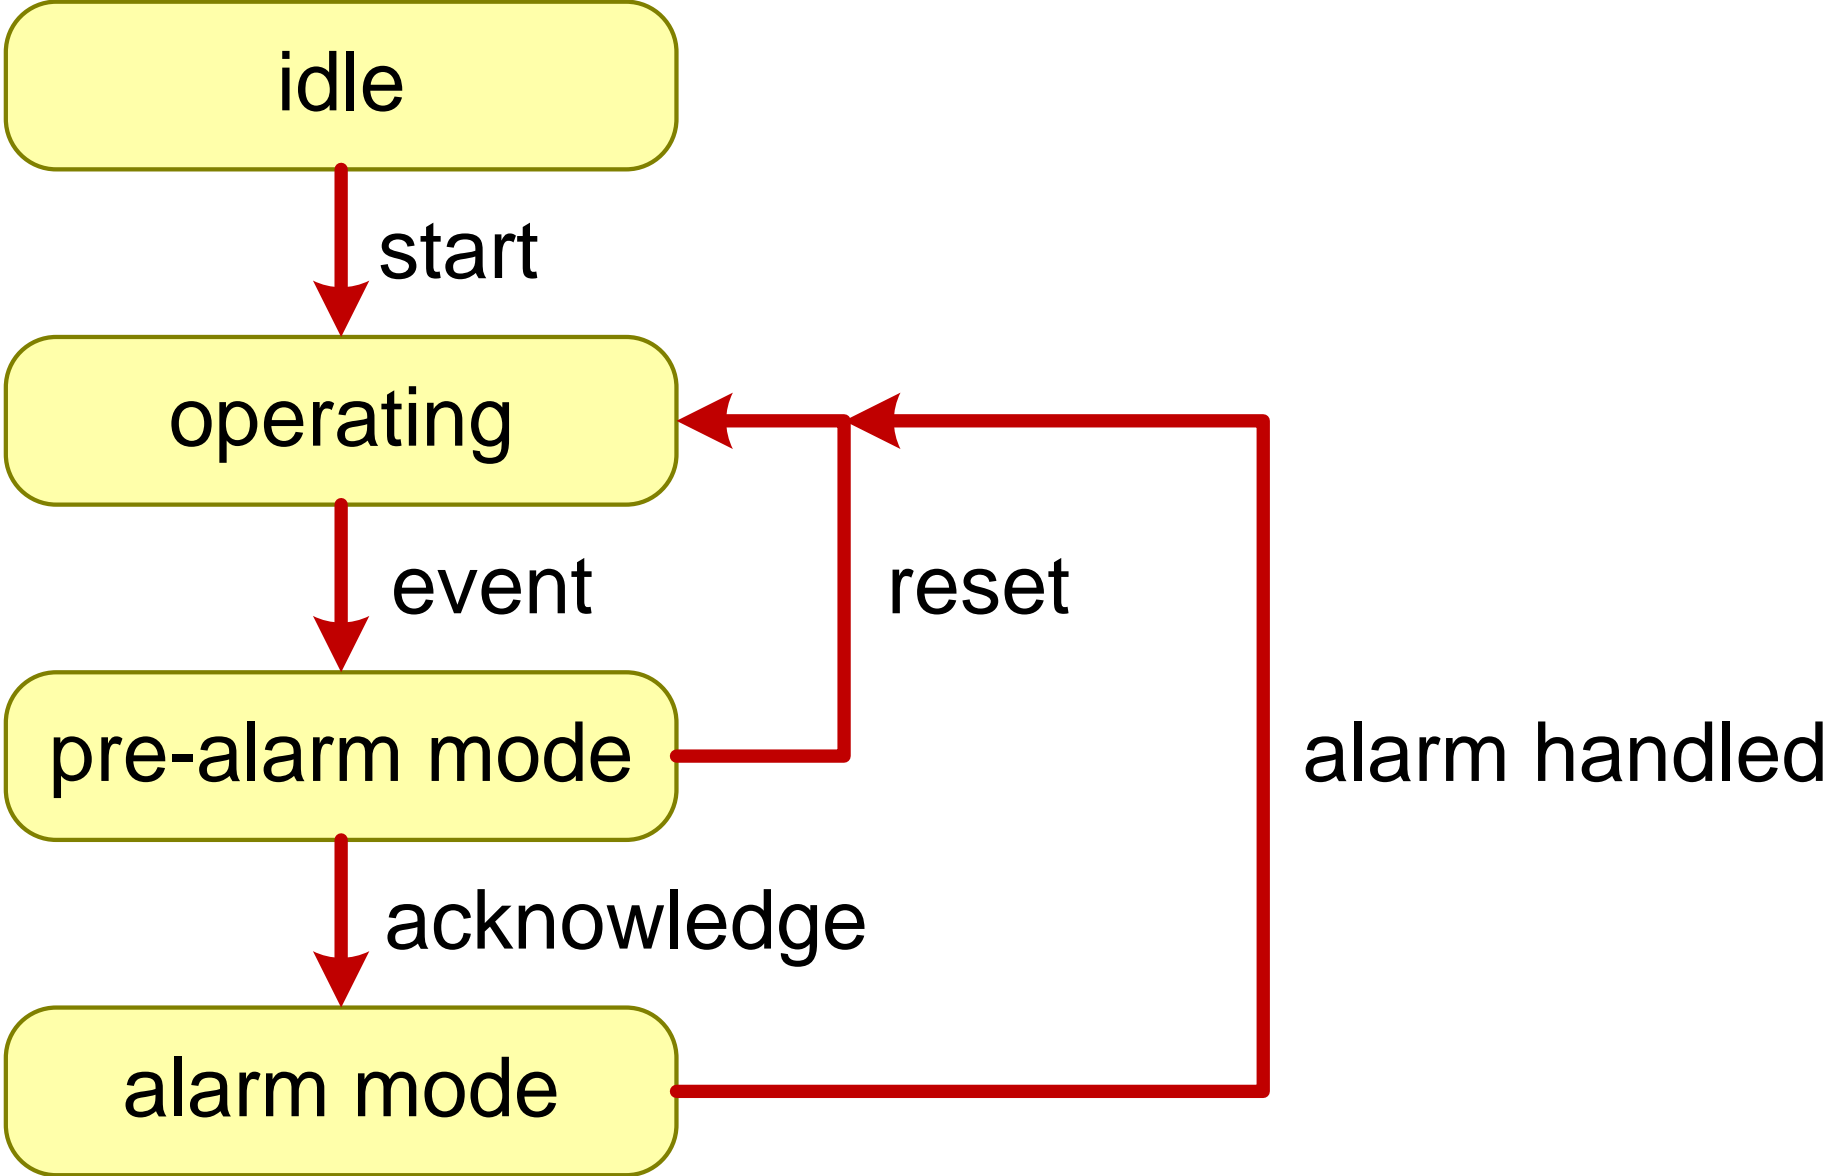 idle
start
operating
event
reset
pre-alarm mode
alarm handled
acknowledge
alarm mode